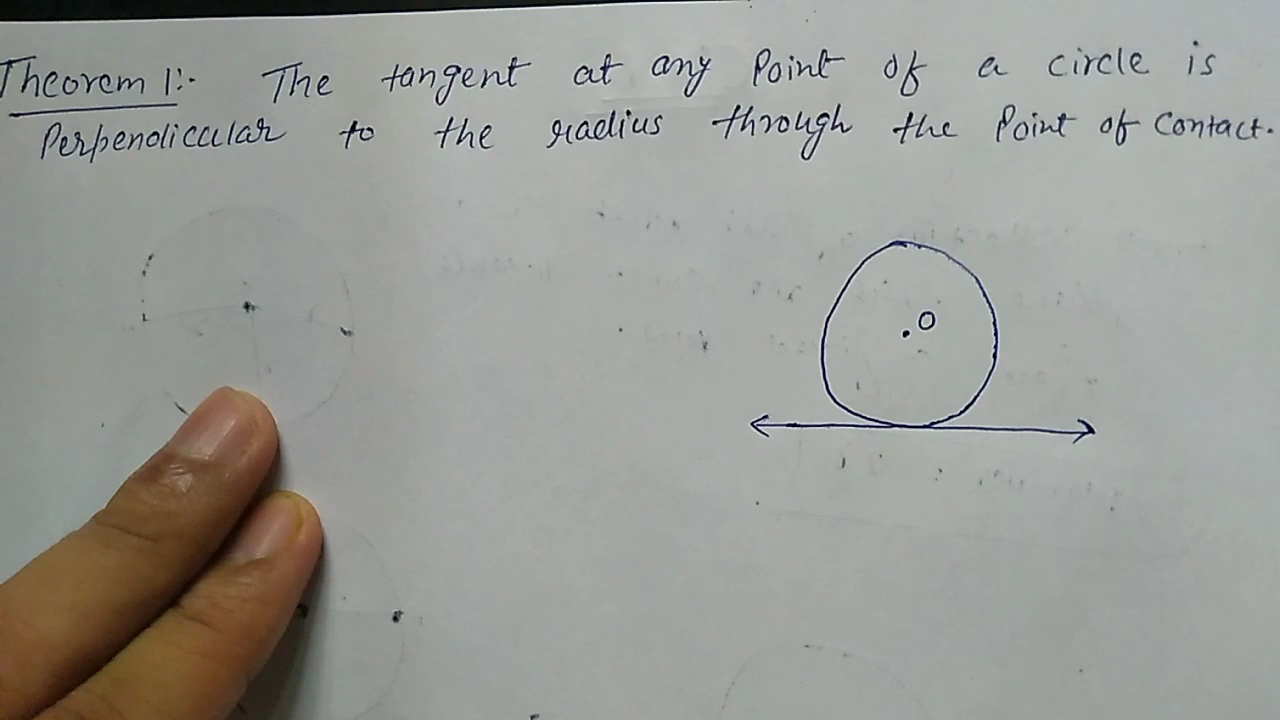 Theorem 1:- The tangent at any Point of a circle is
Perpendicular to the radius through the Point of Contact.
O